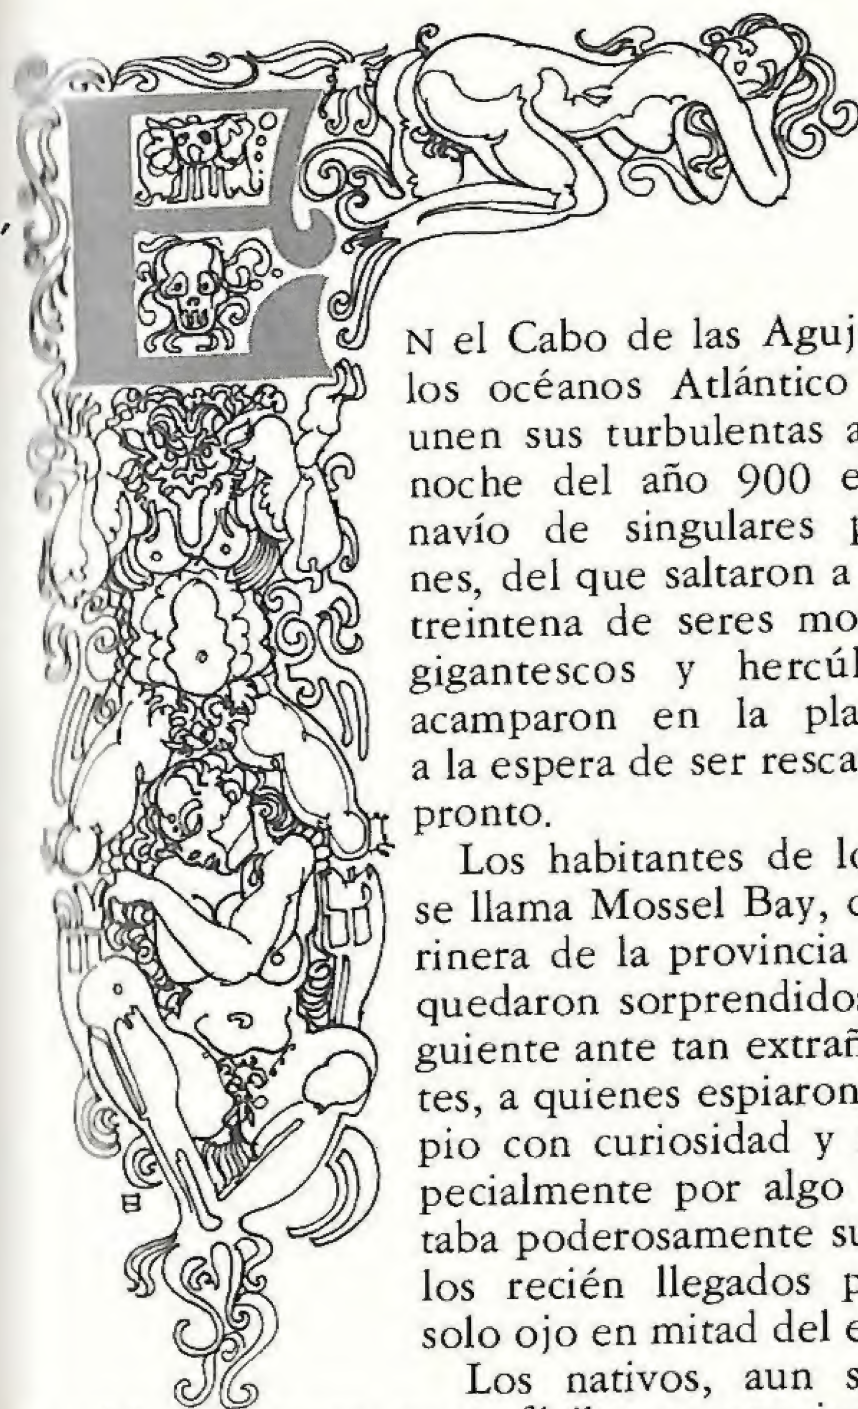 EN el Cabo de las Aguj
los océanos Atlántico
unen sus turbulentas a
noche del año 900 e
navío de singulares p
nes, del que saltaron a
treintena de seres mo
gigantescos y hercúl
acamparon en la pla
a la espera de ser resca
pronto.
Los habitantes de lo
se llama Mossel Bay, c
rinera de la provincia
quedaron sorprendidos
guiente ante tan extrañ
tes, a quienes espiaron
pio con curiosidad y
pecialmente por algo
taba poderosamente su
los recién llegados p
solo ojo en mitad del e
Los nativos, aun s